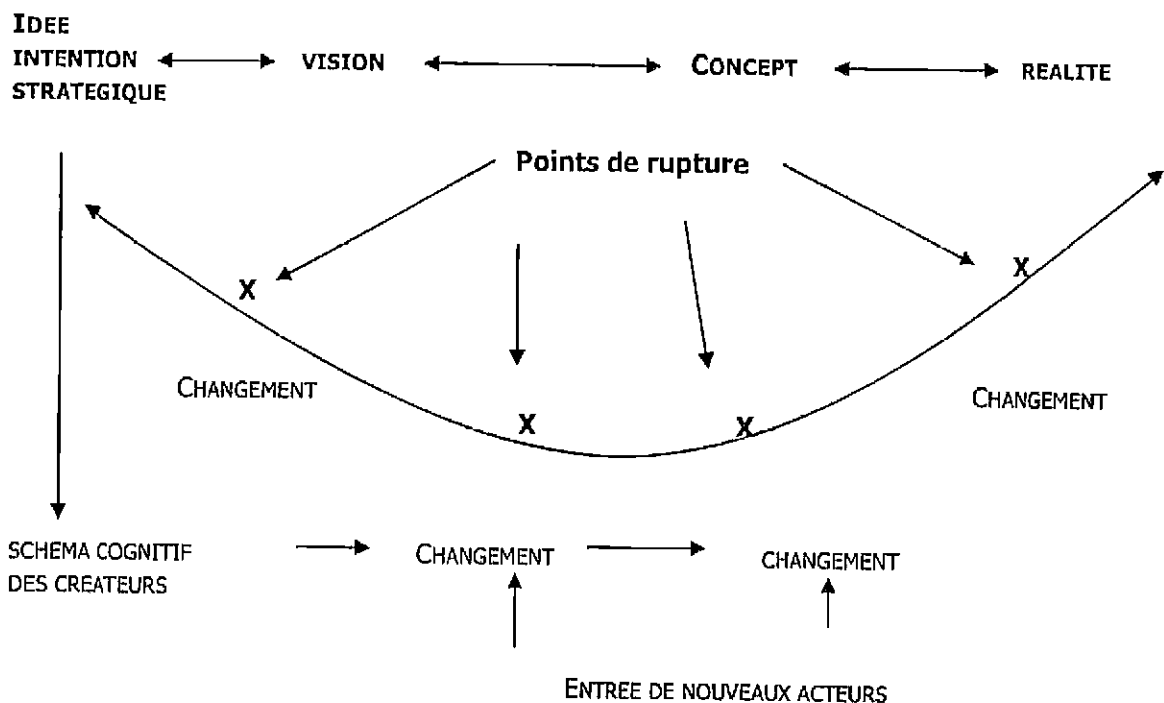 IDEE
INTENTION
STRATEGIQUE
VISION
CONCEPT
REALITE
Points de rupture
X
X
CHANGEMENT
CHANGEMENT
X
X
SCHEMA COGNITIF
DES CREATEURS
CHANGEMENT
CHANGEMENT
ENTREE DE NOUVEAUX ACTEURS